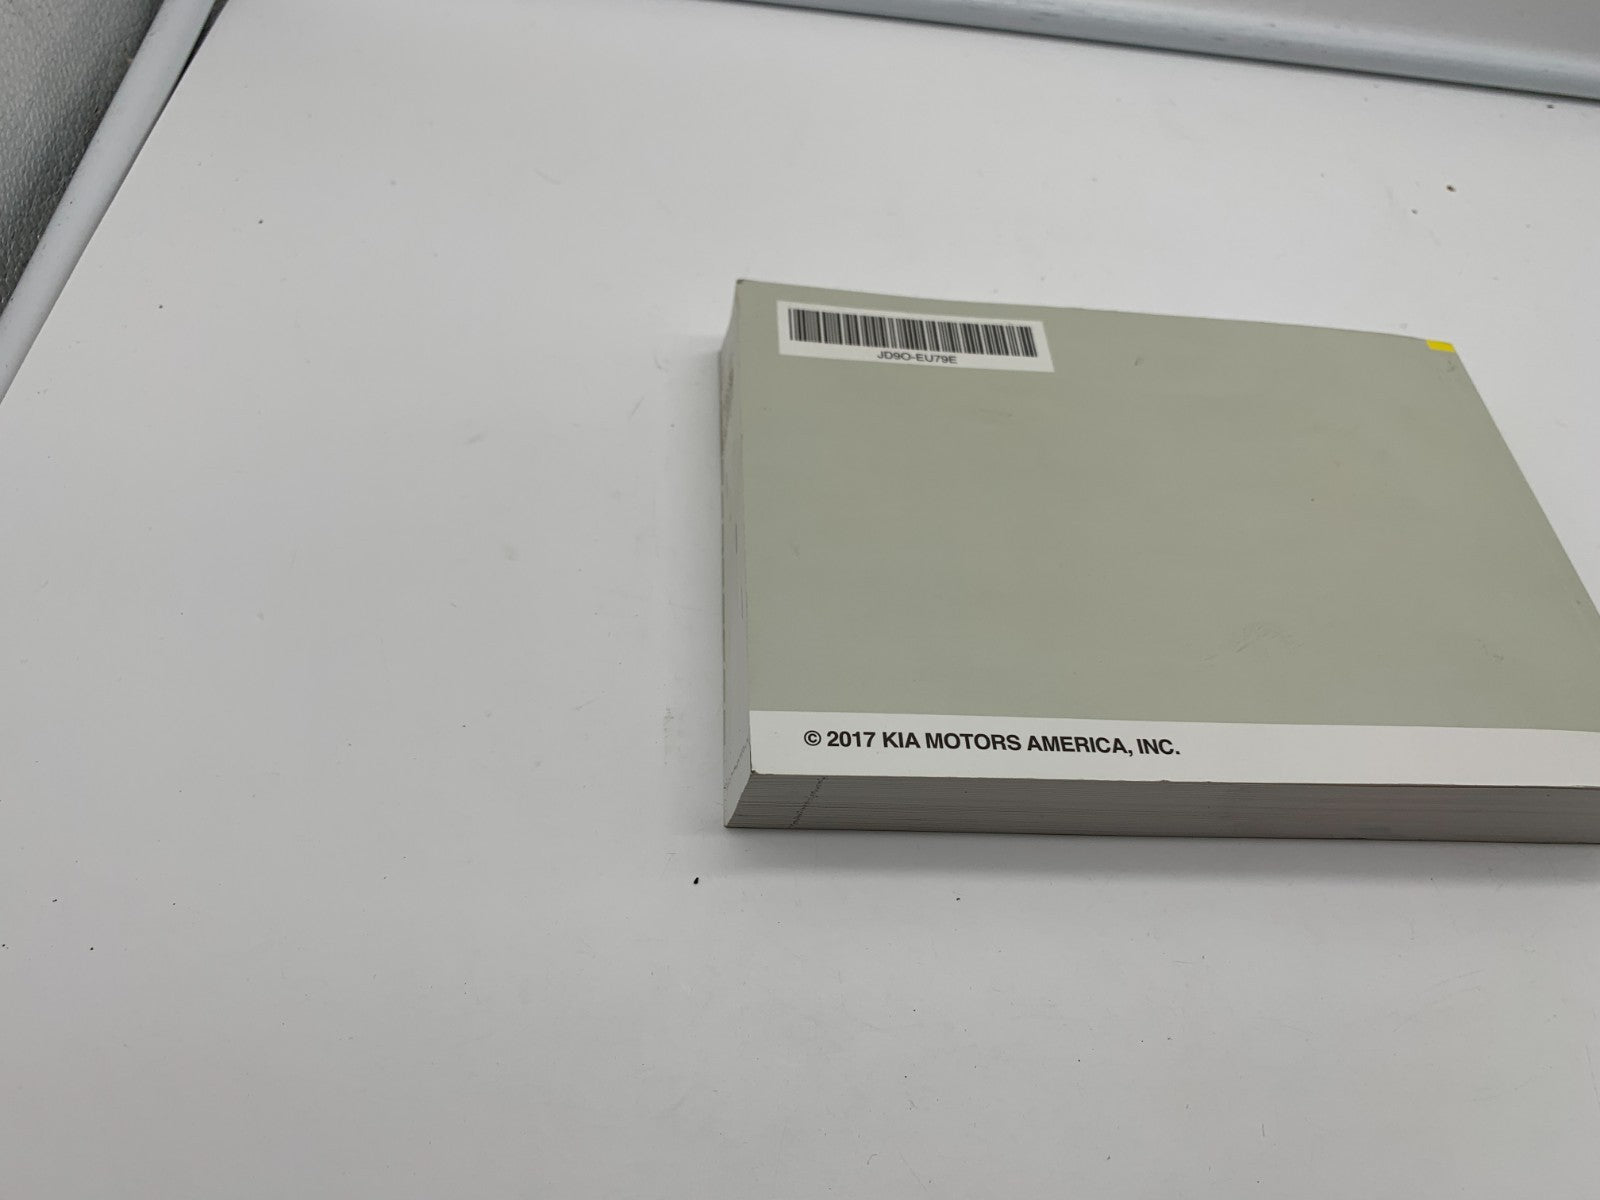 JD9O-EU79E
© 2017 KIA MOTORS AMERICA, INC.